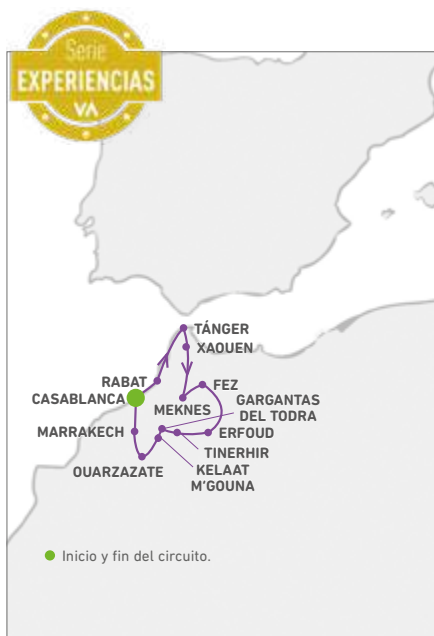 Serie
EXPERIENCIAS
VA
TÁNGER
XAOUEN
RABAT
FEZ
CASABLANCA
MEKNES
GARGANTAS
DEL TODRA
MARRAKECH
ERFOUD
TINERHIR
OUARZAZATE
KELAAT
M'GOUNA
Inicio y fin del circuito.